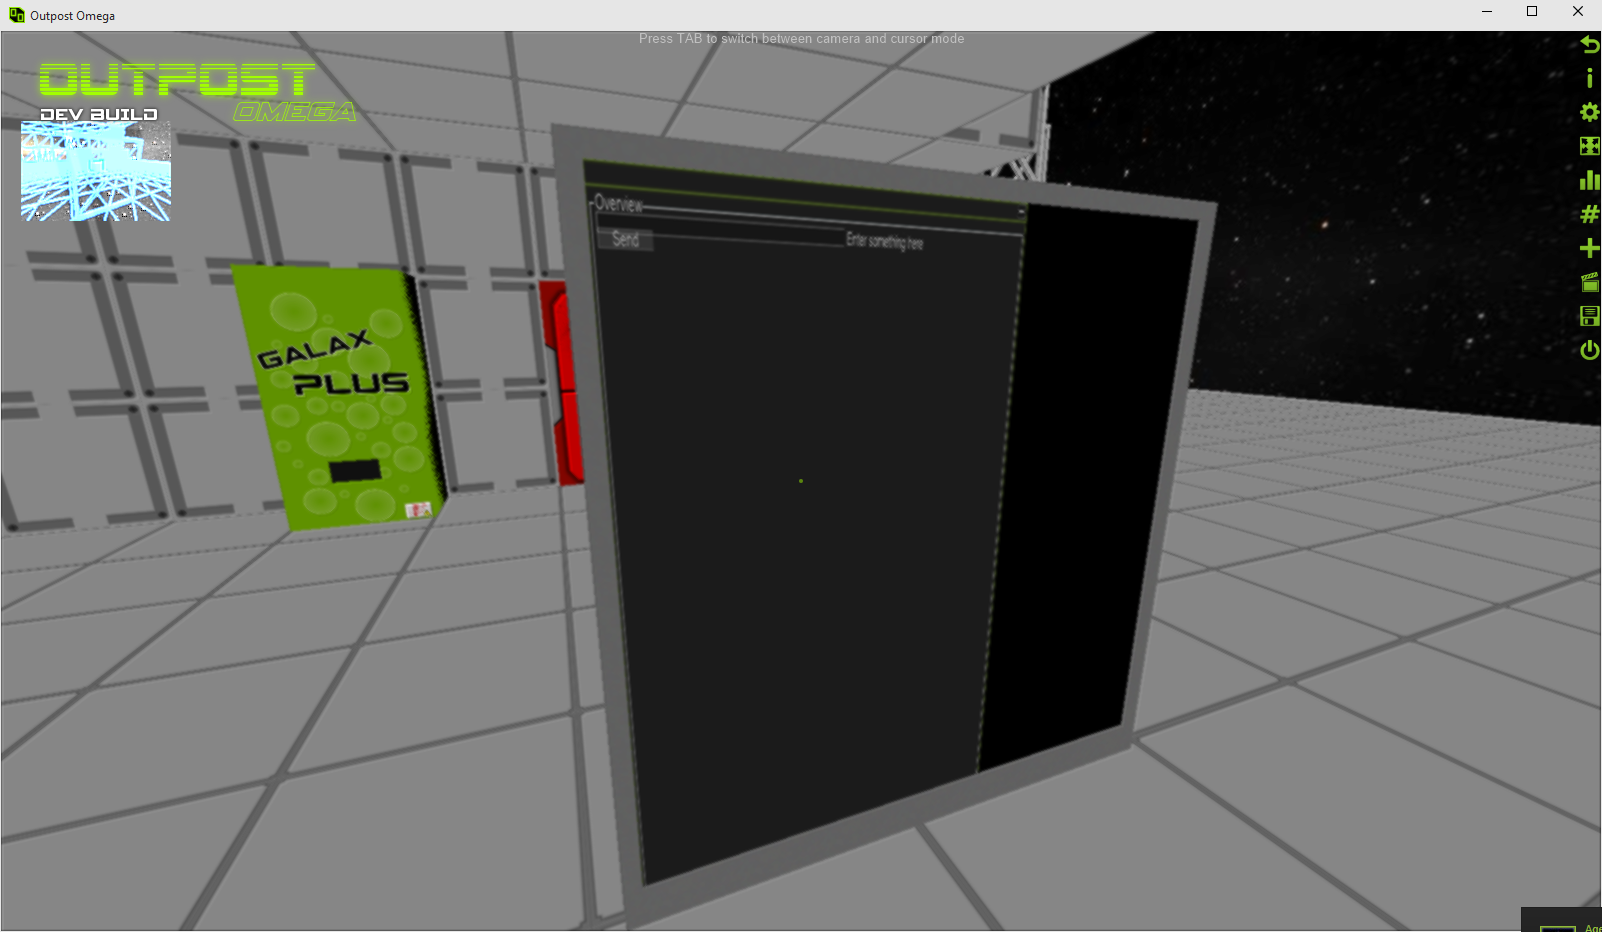 Outpost Omega
Press TAB to switch between camera and cursor mode
OUTPOST
OMEGA
DEV BUILD
Overview
Enter something here
Send
GALAX
PLUS